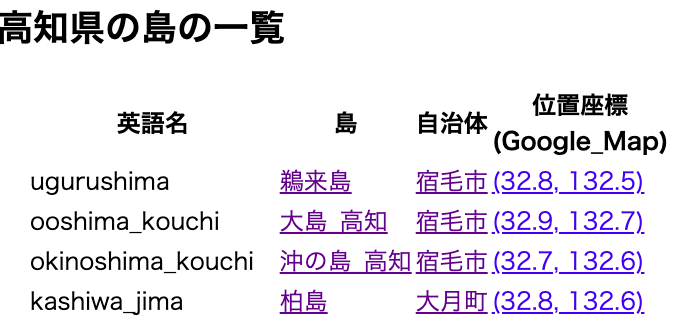 高知県の島の一覧
英語名 島 自治体 位置座標
(Google_Map)
ugurushima 鵜来島 宿毛市 (32.8, 132.5)
ooshima_kouchi 大島_高知 宿毛市 (32.9, 132.7)
okinoshima_kouchi 沖の島_高知 宿毛市 (32.7, 132.6)
kashiwa_jima 柏島 大月町 (32.8, 132.6)